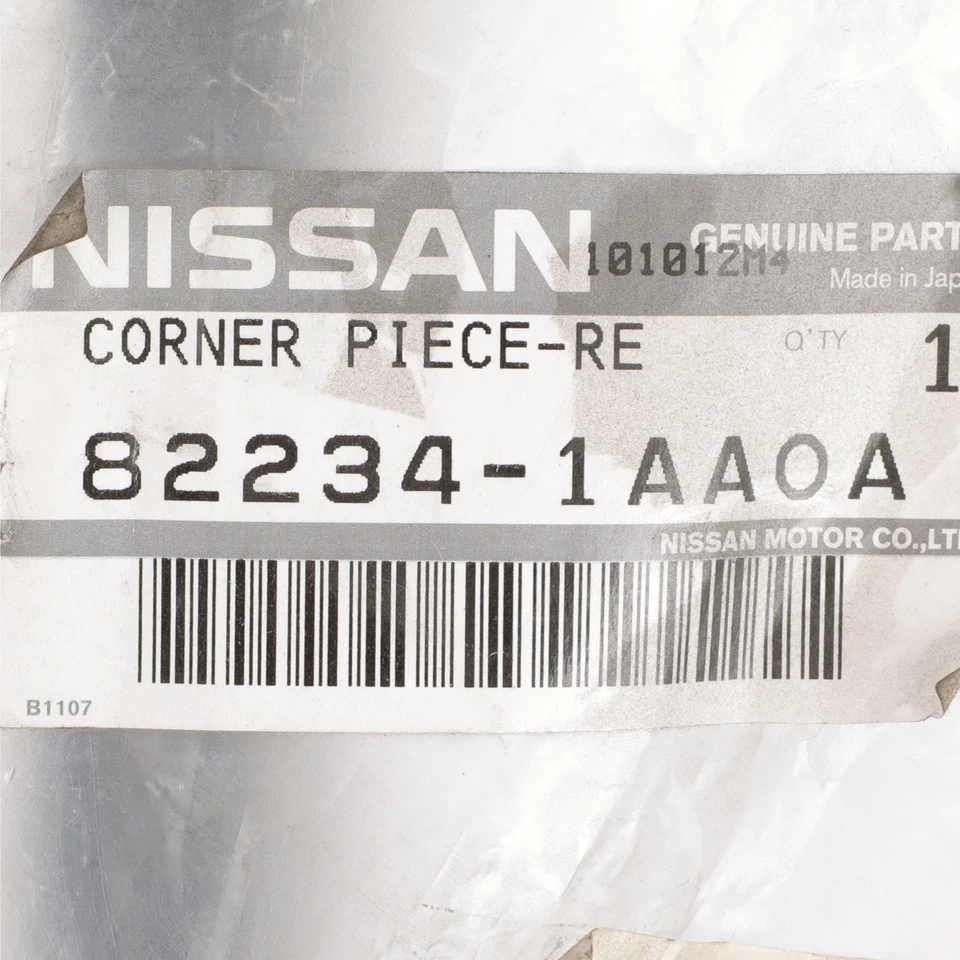 NISSAN
GENUINE PART
101012M4
Made in Jap
CORNER PIECE-RE
Q'TY 1
82234-1AA0A
NISSAN MOTOR CO.,LT
B1107